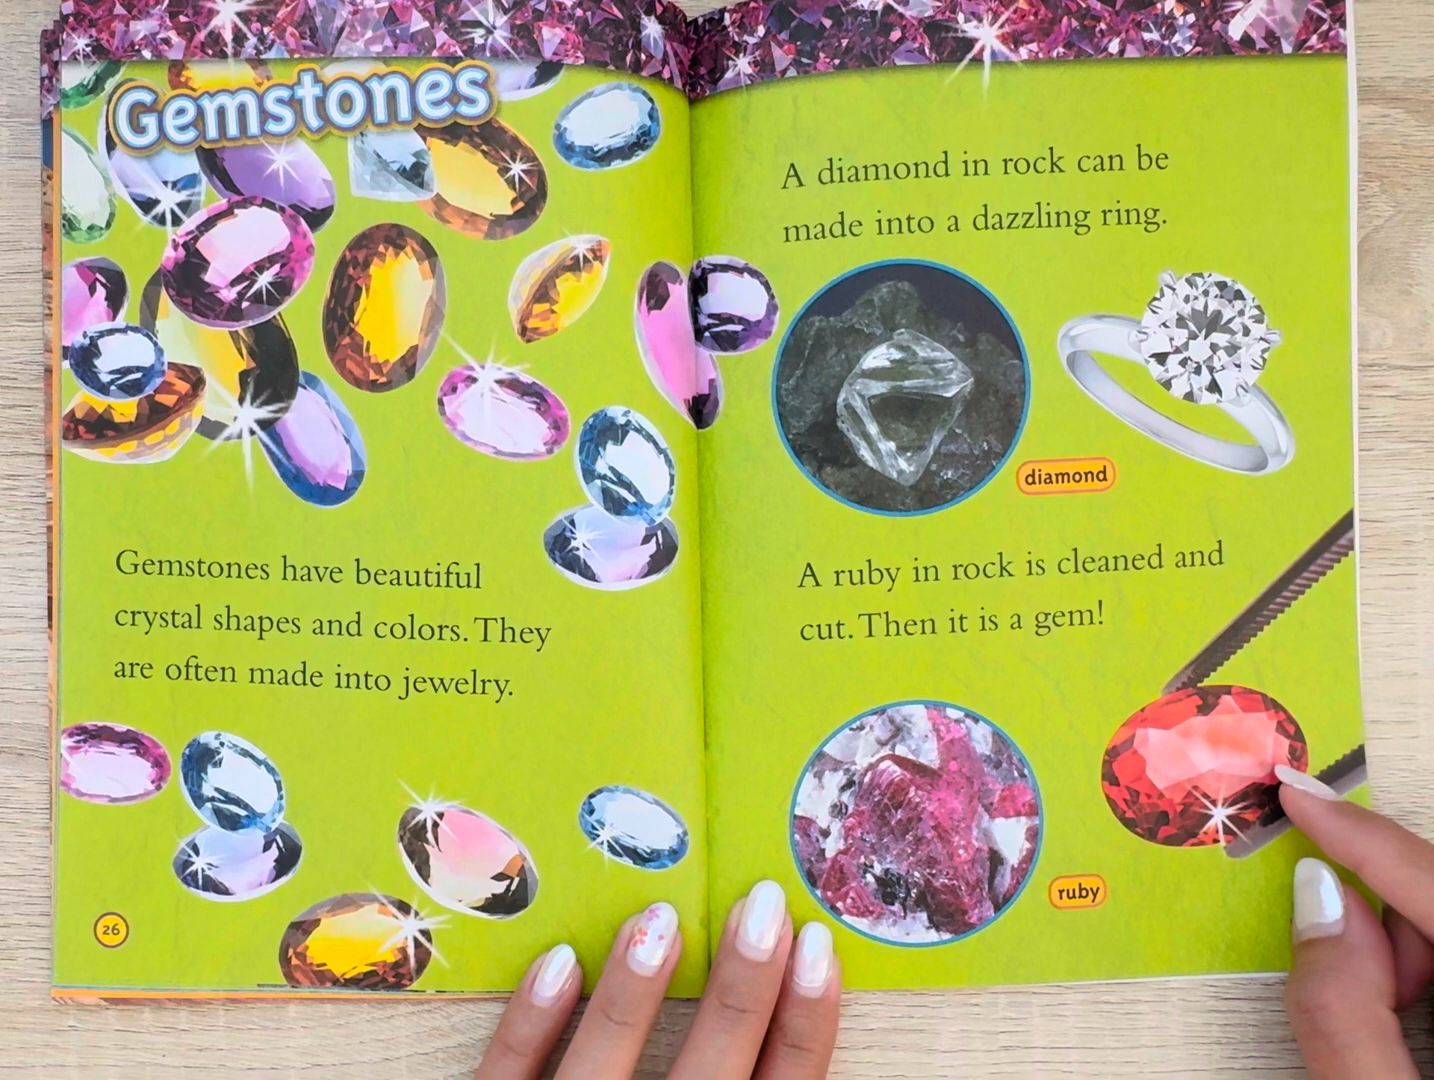 Gemstones
Gemstones have beautiful
crystal shapes and colors. They
are often made into jewelry.
26
A diamond in rock can be
made into a dazzling ring.
diamond
A ruby in rock is cleaned and
cut. Then it is a gem!
ruby